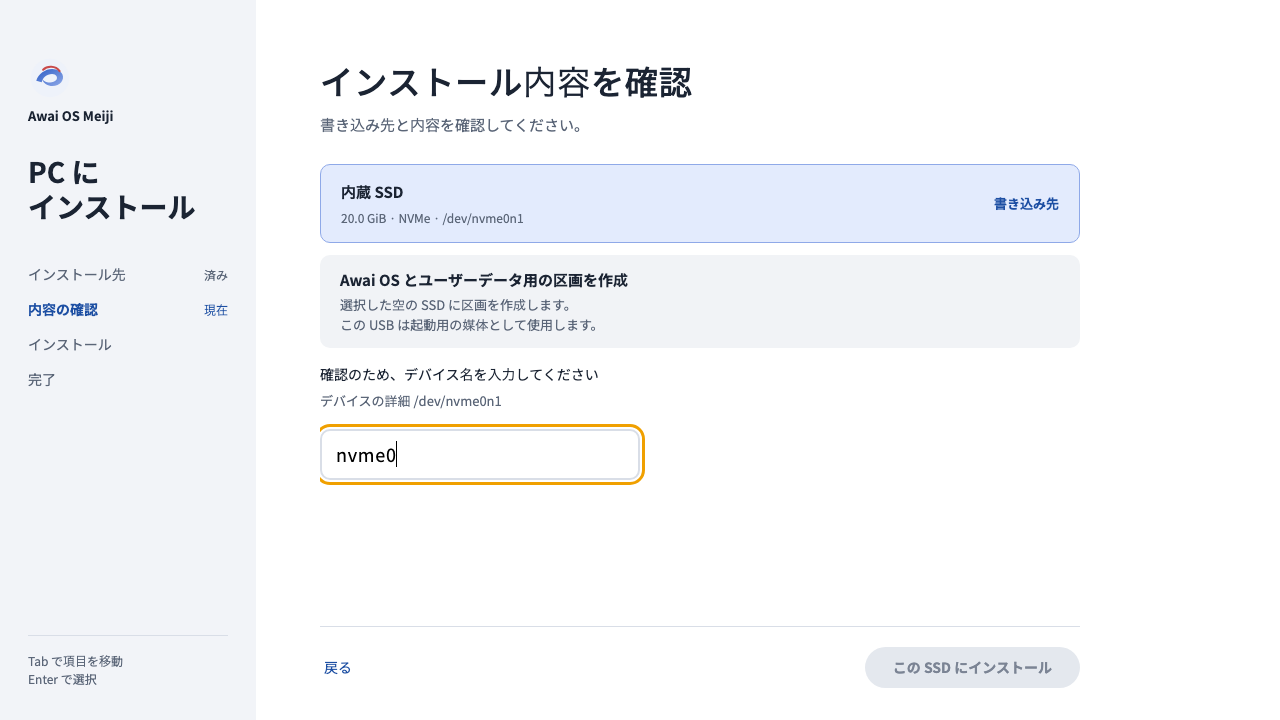 Awai OS Meiji
PC に
インストール
インストール先 済み
内容の確認 現在
インストール
完了
Tab で項目を移動
Enter で選択
インストール内容を確認
書き込み先と内容を確認してください。
内蔵 SSD
20.0 GiB · NVMe · /dev/nvme0n1
書き込み先
Awai OS とユーザーデータ用の区画を作成
選択した空の SSD に区画を作成します。
この USB は起動用の媒体として使用します。
確認のため、デバイス名を入力してください
デバイスの詳細 /dev/nvme0n1
nvme0
戻る
この SSD にインストール